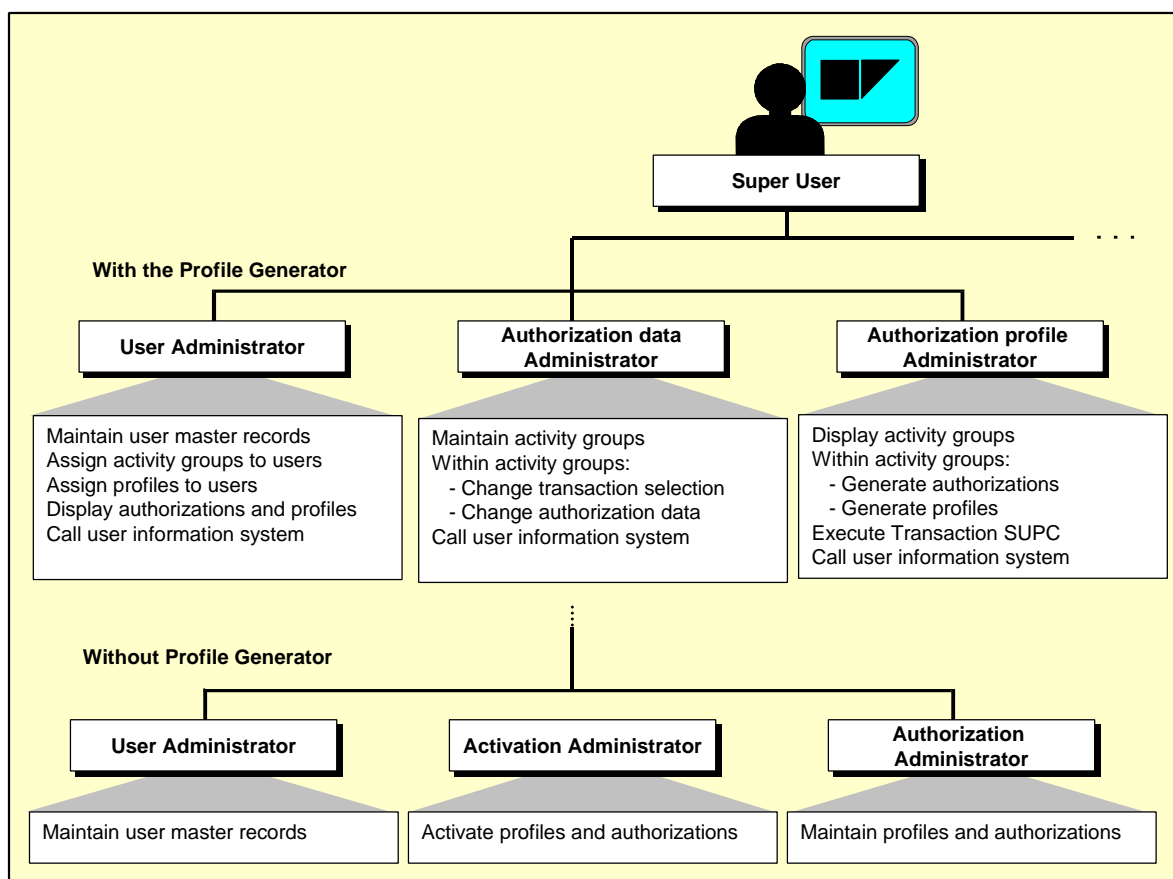 Super User
. . .
With the Profile Generator
User Administrator
Authorization data
Administrator
Authorization profile
Administrator
Maintain user master records
Assign activity groups to users
Assign profiles to users
Display authorizations and profiles
Call user information system
Maintain activity groups
Within activity groups:
- Change transaction selection
- Change authorization data
Call user information system
Display activity groups
Within activity groups:
- Generate authorizations
- Generate profiles
Execute Transaction SUPC
Call user information system
Without Profile Generator
User Administrator
Activation Administrator
Authorization
Administrator
Maintain user master records
Activate profiles and authorizations
Maintain profiles and authorizations